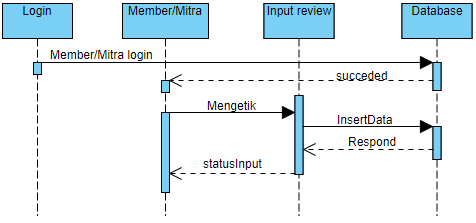 Login
Member/Mitra
Input review
Database
Member/Mitra login
succeded
Mengetik
InsertData
Respond
statusInput